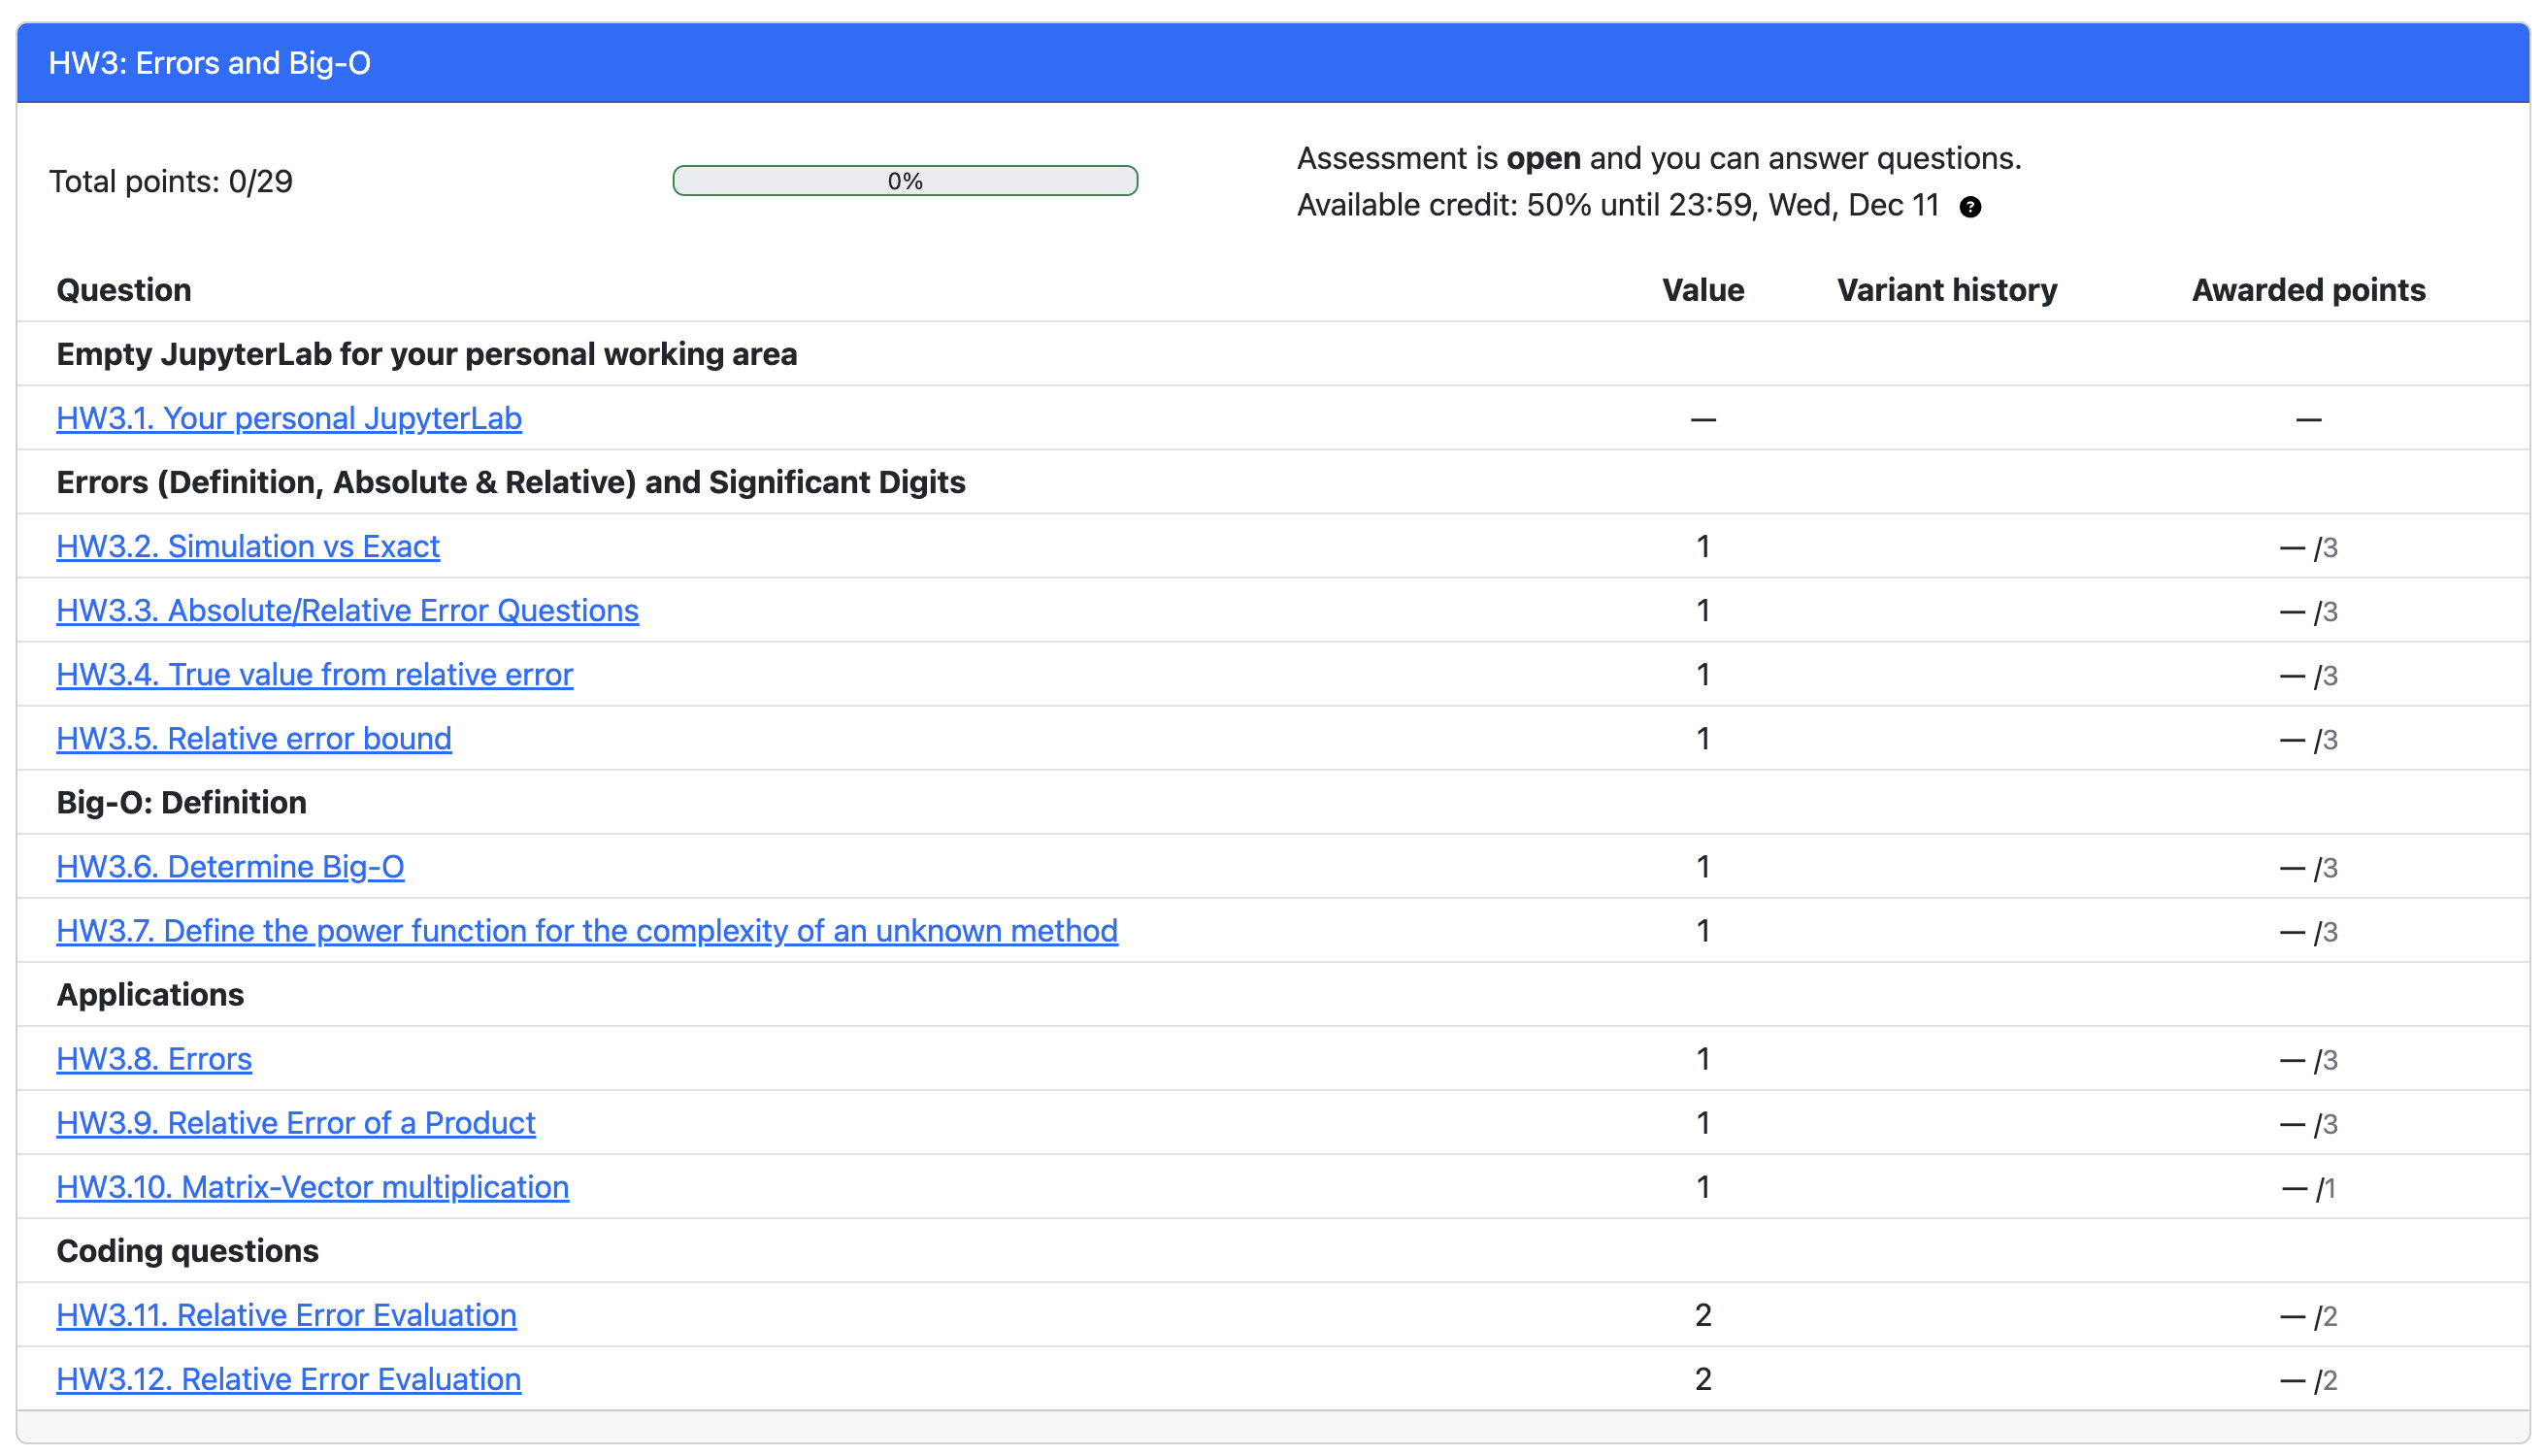 HW3: Errors and Big-O
Total points: 0/29
0%
Assessment is open and you can answer questions.
Available credit: 50% until 23:59, Wed, Dec 11 ?
Question Value Variant history Awarded points
Empty JupyterLab for your personal working area
HW3.1. Your personal JupyterLab — —
Errors (Definition, Absolute & Relative) and Significant Digits
HW3.2. Simulation vs Exact 1 — /3
HW3.3. Absolute/Relative Error Questions 1 — /3
HW3.4. True value from relative error 1 — /3
HW3.5. Relative error bound 1 — /3
Big-O: Definition
HW3.6. Determine Big-O 1 — /3
HW3.7. Define the power function for the complexity of an unknown method 1 — /3
Applications
HW3.8. Errors 1 — /3
HW3.9. Relative Error of a Product 1 — /3
HW3.10. Matrix-Vector multiplication 1 — /1
Coding questions
HW3.11. Relative Error Evaluation 2 — /2
HW3.12. Relative Error Evaluation 2 — /2